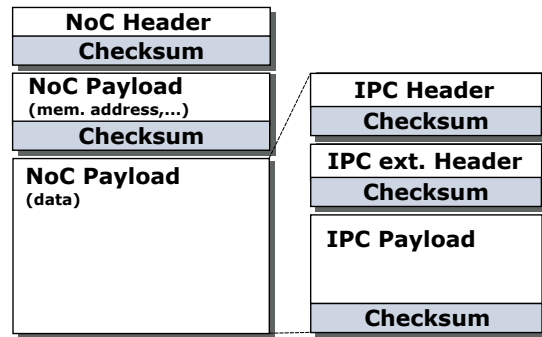 NoC Header
Checksum
NoC Payload
(mem. address,...)
Checksum
NoC Payload
(data)
IPC Header
Checksum
IPC ext. Header
Checksum
IPC Payload
Checksum